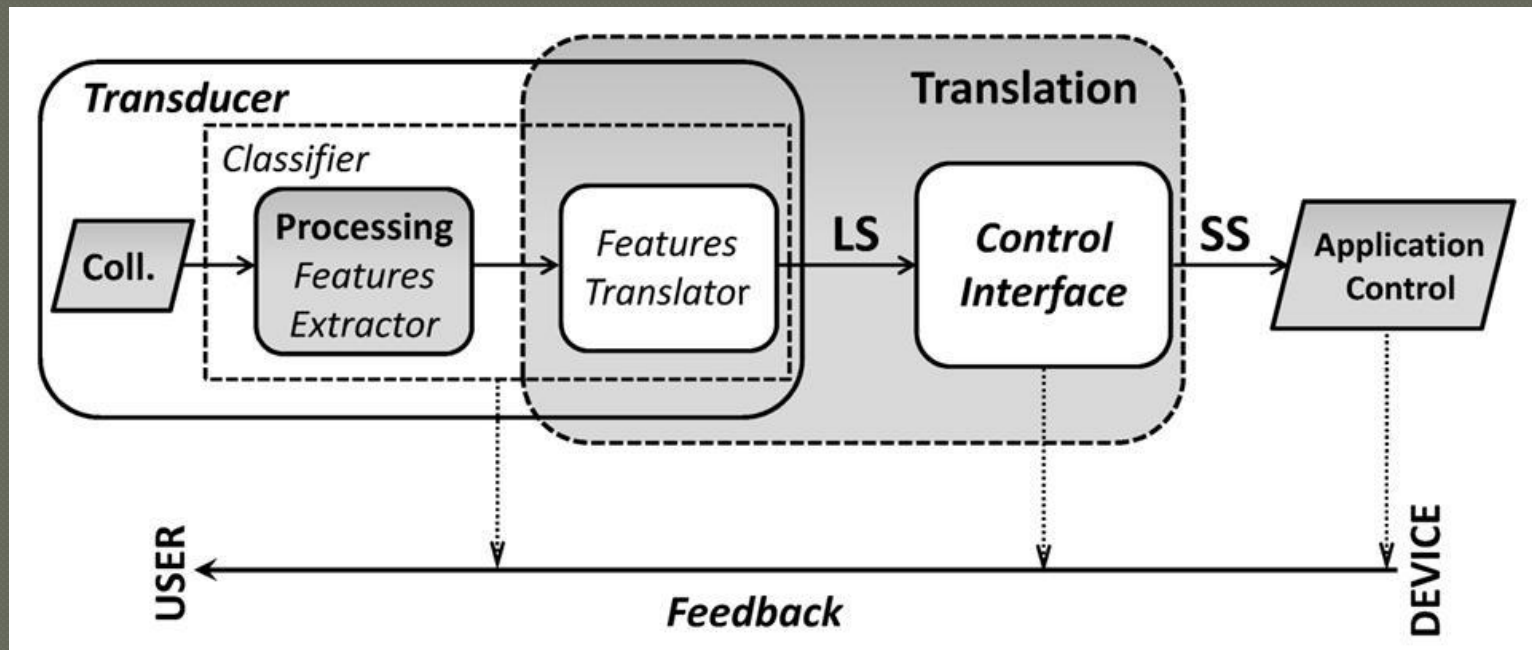 Transducer
Translation
Classifier
Coll.
Processing
Features
Extractor
Features
Translator
LS
Control
Interface
SS
Application
Control
USER
Feedback
DEVICE